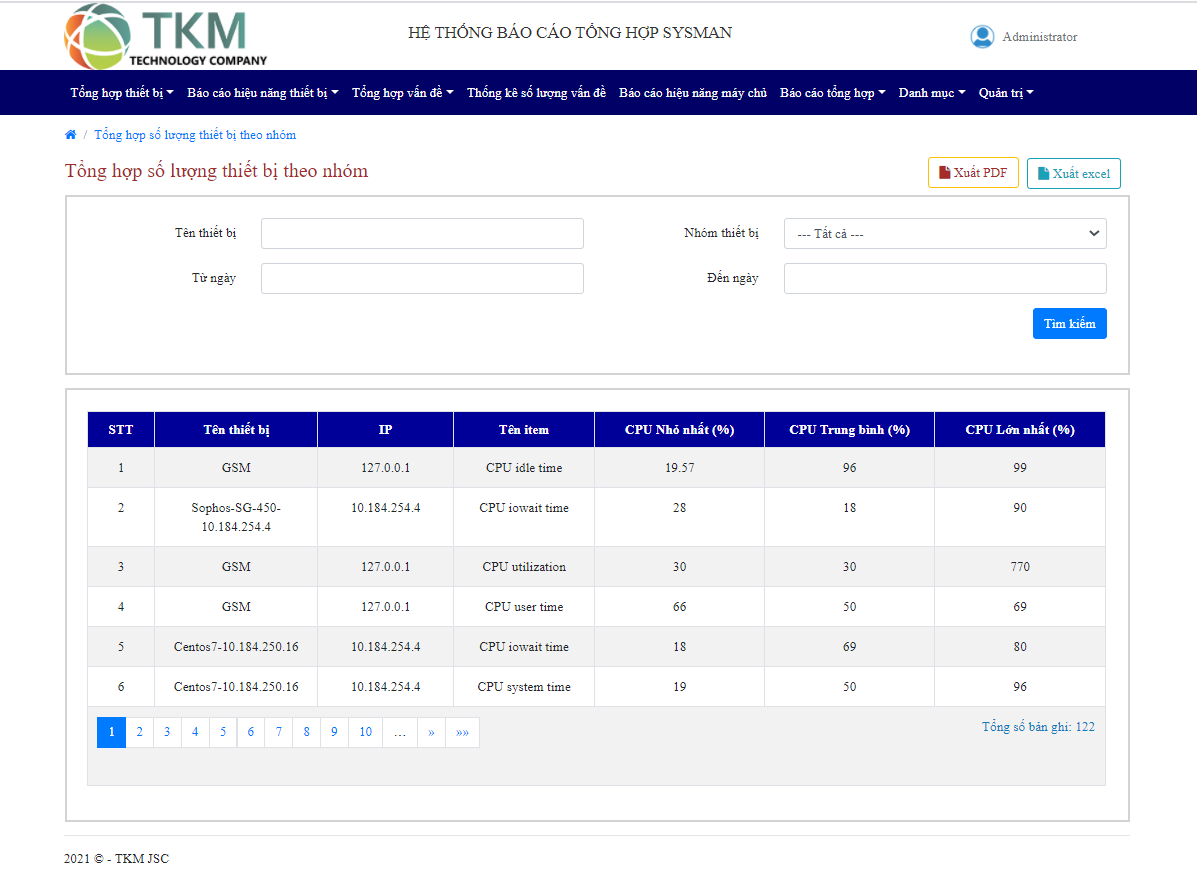 TKM
TECHNOLOGY COMPANY
HỆ THỐNG BÁO CÁO TỔNG HỢP SYSMAN
Administrator
Tổng hợp thiết bị Báo cáo hiệu năng thiết bị Tổng hợp vấn đề Thống kê số lượng vấn đề Báo cáo hiệu năng máy chủ Báo cáo tổng hợp Danh mục Quản trị
/ Tổng hợp số lượng thiết bị theo nhóm
Tổng hợp số lượng thiết bị theo nhóm
Xuất PDF Xuất excel
Tên thiết bị Nhóm thiết bị --- Tất cả ---
Từ ngày Đến ngày
Tìm kiếm
STT Tên thiết bị IP Tên item CPU Nhỏ nhất (%) CPU Trung bình (%) CPU Lớn nhất (%)
1 GSM 127.0.0.1 CPU idle time 19.57 96 99
2 Sophos-SG-450- 10.184.254.4 CPU iowait time 28 18 90
10.184.254.4
3 GSM 127.0.0.1 CPU utilization 30 30 770
4 GSM 127.0.0.1 CPU user time 66 50 69
5 Centos7-10.184.250.16 10.184.254.4 CPU iowait time 18 69 80
6 Centos7-10.184.250.16 10.184.254.4 CPU system time 19 50 96
1 2 3 4 5 6 7 8 9 10 ... » »» Tổng số bản ghi: 122
2021 © - TKM JSC